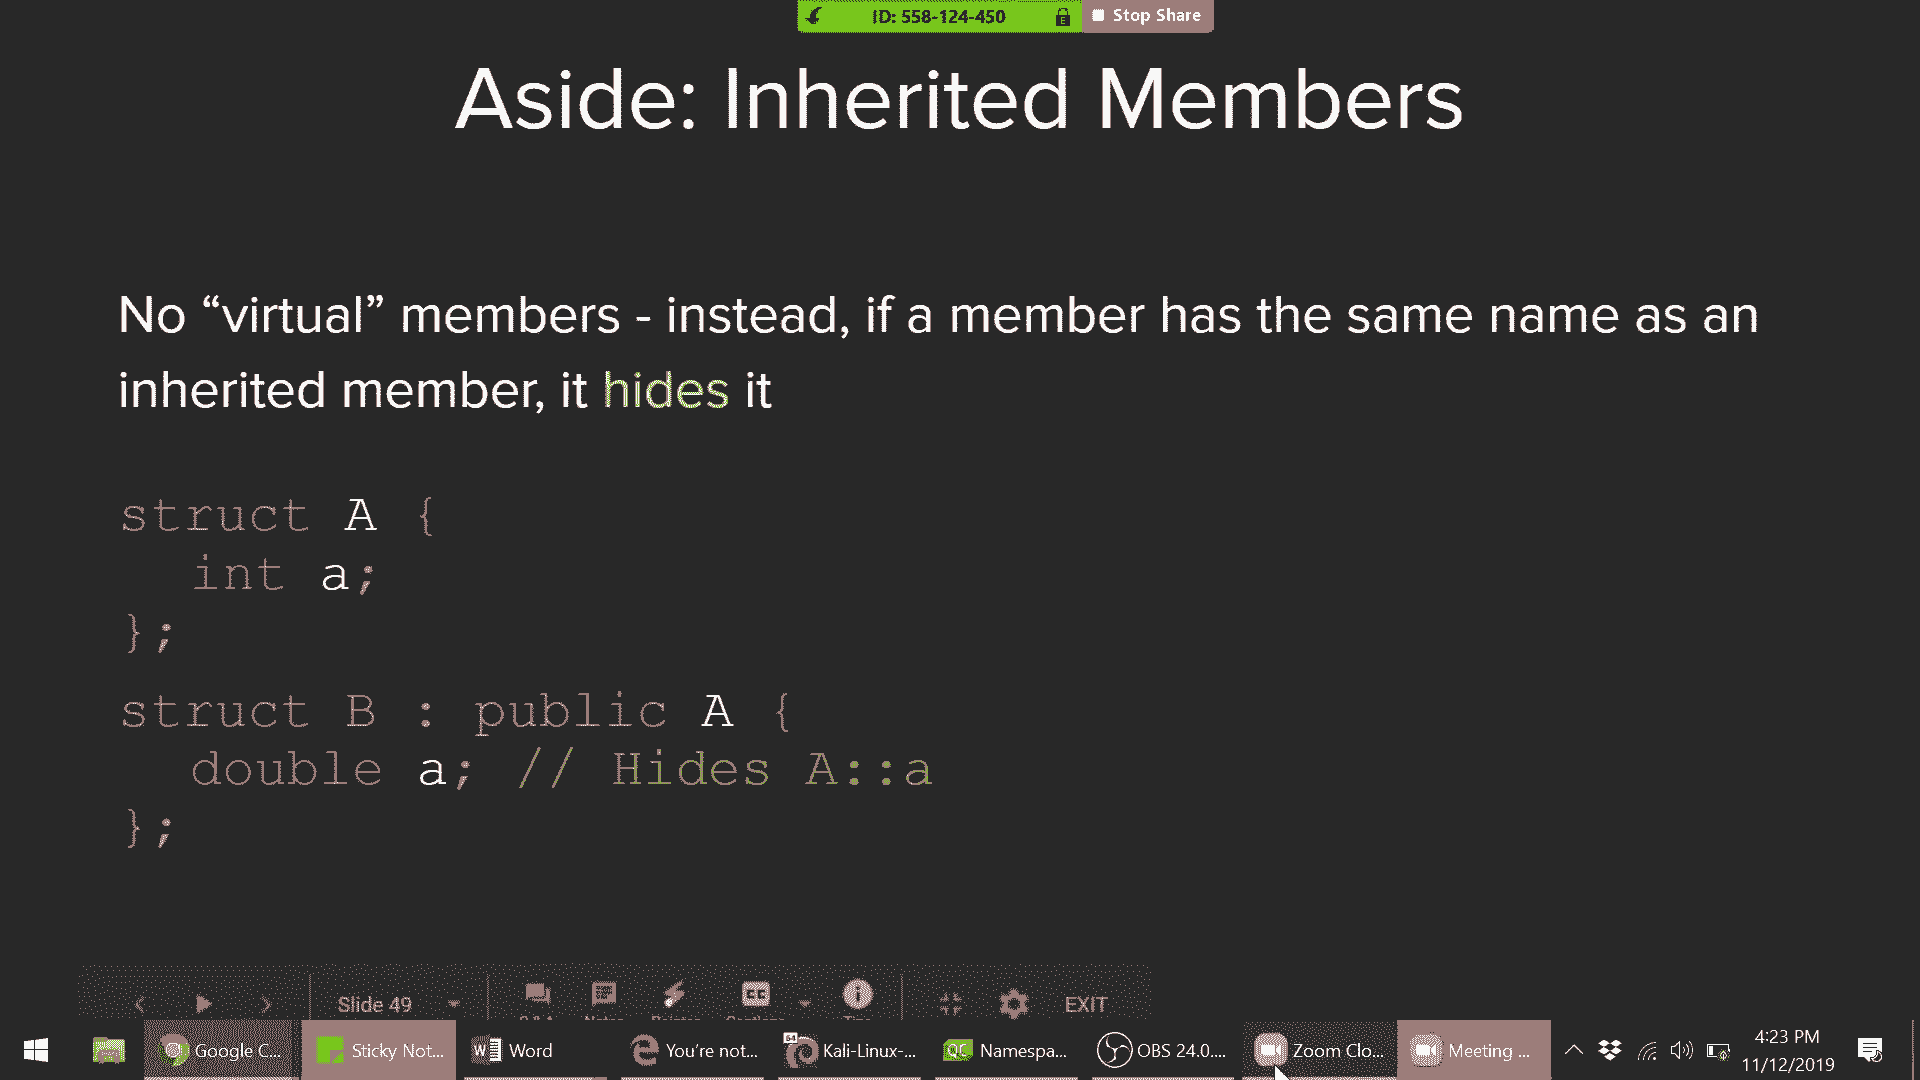 ID: 558-124-450
Stop Share
Aside: Inherited Members
No “virtual” members - instead, if a member has the same name as an
inherited member, it hides it
struct A {
int a;
};
struct B : public A {
double a; // Hides A::a
};
Slide 49
EXIT
Google C...
Sticky Not...
Word
You're not...
64
Kali-Linux-...
QC
Namespa...
OBS 24.0....
Zoom Clo...
Meeting ...
4:23 PM
11/12/2019